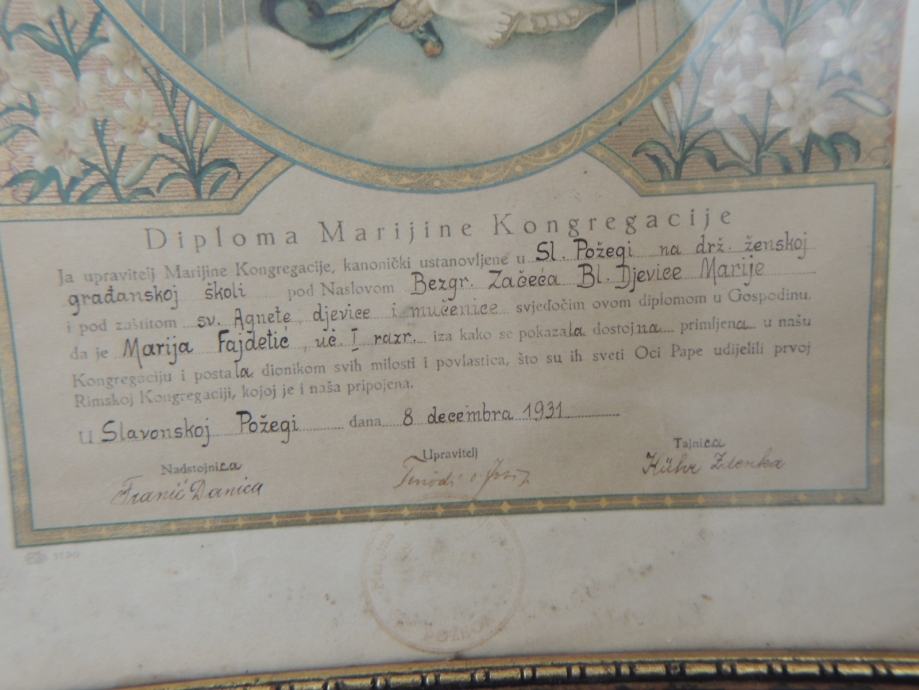 Diploma Marijine Kongregacije
Ja upravitelj Marijine Kongregacije, kanonički ustanovljene u Sl. Požegi na drž. ženskoj
građanskoj školi pod Naslovom Bezgr. Začeća Bl. Djevice Marije
i pod zaštitom sv. Agnete djevice i mučenice svjedočim ovom diplomom u Gospodinu,
da je Marija Fajdetić, uč. I razr. iza kako se pokazala dostojna primljena u našu
Kongregaciju i postala dionikom svih milosti i povlastica, što su ih sveti Oci Pape udijelili prvoj
Rimskoj Kongregaciji, kojoj je i naša pripojena.
U Slavonskoj Požegi dana 8 decembra 1931
Nadstojnica Upravitelj Tajnica
Franić Danica Kühr Zdenka